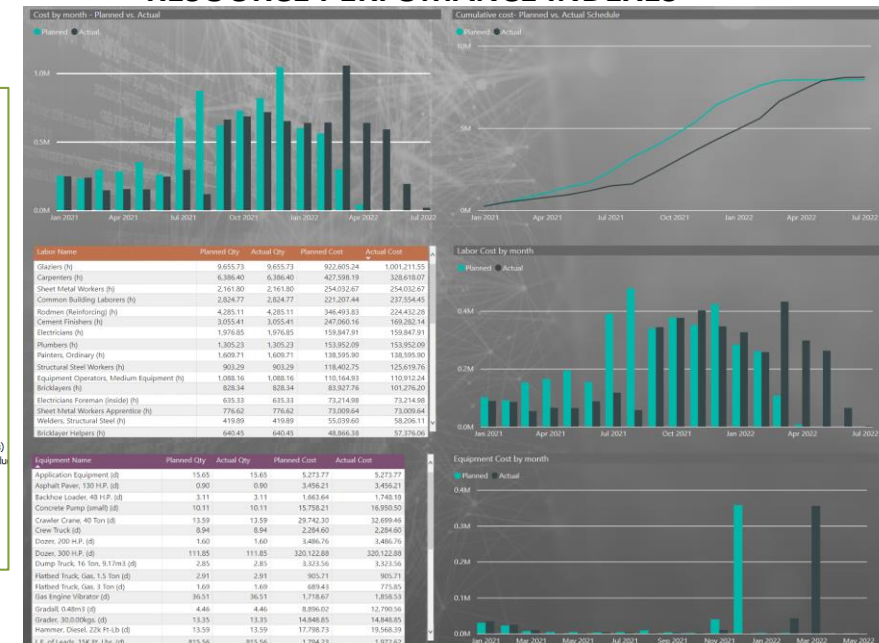 RESOURCE PERFORMANCE INDEXES
Cost by month - Planned vs. Actual
Planned Actual
1.0M
0.5M
0.0M
Jan 2021 Apr 2021 Jul 2021 Oct 2021 Jan 2022 Apr 2022 Jul 2022
Cumulative cost- Planned vs. Actual Schedule
Planned Actual
10M
5M
0M
Jan 2021 Apr 2021 Jul 2021 Oct 2021 Jan 2022 Apr 2022 Jul 2022
Labor Name Planned Qty Actual Qty Planned Cost Actual Cost
Glaziers (h) 9,655.73 9,655.73 922,605.24 1,001,211.55
Carpenters (h) 6,386.40 6,386.40 427,598.19 328,618.07
Sheet Metal Workers (h) 2,161.80 2,161.80 254,032.67 254,032.67
Common Building Laborers (h) 2,824.77 2,824.77 221,207.44 237,554.45
Rodmen (Reinforcing) (h) 4,285.11 4,285.11 346,493.83 224,432.28
Cement Finishers (h) 3,055.41 3,055.41 247,060.16 169,282.14
Electricians (h) 1,976.85 1,976.85 159,847.91 159,847.91
Plumbers (h) 1,305.23 1,305.23 153,952.09 153,952.09
Painters, Ordinary (h) 1,609.71 1,609.71 138,595.90 138,595.90
Structural Steel Workers (h) 903.29 903.29 118,402.75 125,619.76
Equipment Operators, Medium Equipment (h) 1,088.16 1,088.16 110,164.93 110,912.24
Bricklayers (h) 828.34 828.34 83,927.76 101,276.20
Electricians Foreman (inside) (h) 635.33 635.33 73,214.98 73,214.98
Sheet Metal Workers Apprentice (h) 776.62 776.62 73,009.64 73,009.64
Welders, Structural Steel (h) 419.89 419.89 55,039.60 58,206.11
Bricklayer Helpers (h) 640.45 640.45 48,866.38 57,376.06
Labor Cost by month
Planned Actual
0.4M
0.2M
0.0M
Jan 2021 Apr 2021 Jul 2021 Oct 2021 Jan 2022 Apr 2022 Jul 2022
Equipment Name Planned Qty Actual Qty Planned Cost Actual Cost
Application Equipment (d) 15.65 15.65 5,273.77 5,273.77
Asphalt Paver, 130 H.P. (d) 0.90 0.90 3,456.21 3,456.21
Backhoe Loader, 48 H.P. (d) 3.11 3.11 1,663.64 1,748.18
Concrete Pump (small) (d) 10.11 10.11 15,758.21 16,950.50
Crawler Crane, 40 Ton (d) 13.59 13.59 29,742.30 32,699.46
Crew Truck (d) 8.94 8.94 2,284.60 2,284.60
Dozer, 200 H.P. (d) 1.60 1.60 3,486.76 3,486.76
Dozer, 300 H.P. (d) 111.85 111.85 320,122.88 320,122.88
Dump Truck, 16 Ton, 9.17m3 (d) 2.85 2.85 3,323.56 3,323.56
Flatbed Truck, Gas, 1.5 Ton (d) 2.91 2.91 905.71 905.71
Flatbed Truck, Gas, 3 Ton (d) 1.69 1.69 689.43 775.85
Gas Engine Vibrator (d) 36.51 36.51 1,718.67 1,858.53
Gradall, 0.48m3 (d) 4.46 4.46 8,896.02 12,790.56
Grader, 30,0.00kgs. (d) 13.35 13.35 14,848.85 14,848.85
Hammer, Diesel, 22k Ft-Lb (d) 13.59 13.59 17,798.73 19,568.39
L.F. of Leads, 15K Ft. Lbs. (d) 815.56 815.56 1,794.23 1,972.62
Equipment Cost by month
Planned Actual
0.4M
0.3M
0.2M
0.1M
0.0M
Jan 2021 Mar 2021 May 2021 Jul 2021 Sep 2021 Nov 2021 Jan 2022 Mar 2022 May 2022